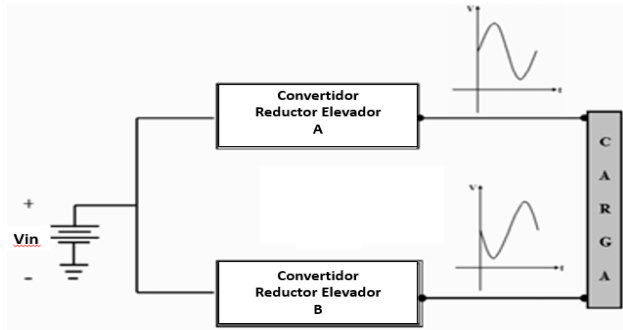 V
t
Convertidor
Reductor Elevador
A
C
A
R
G
A
+
Vin
-
V
t
Convertidor
Reductor Elevador
B